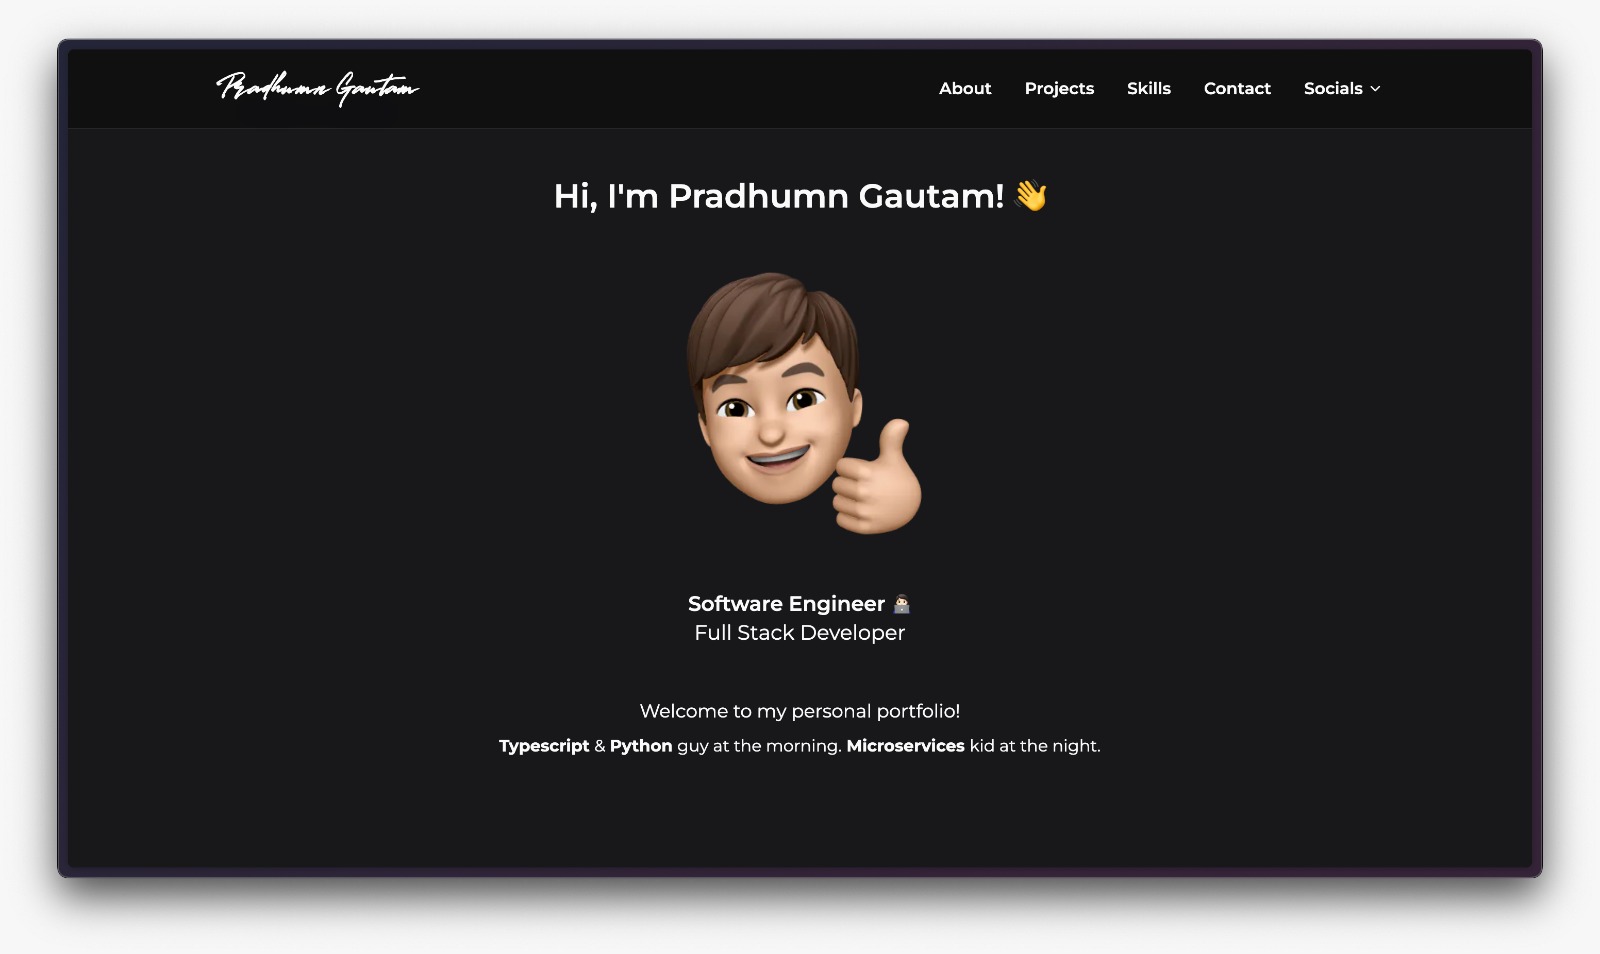 Pradhumn Gautam
About Projects Skills Contact Socials
Hi, I'm Pradhumn Gautam! 👋
Software Engineer 👨🏻‍💻
Full Stack Developer
Welcome to my personal portfolio!
Typescript & Python guy at the morning. Microservices kid at the night.